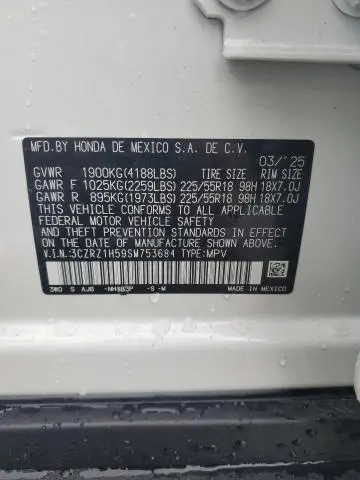 MFD.BY HONDA DE MEXICO S.A. DE C.V.
03/'25
GVWR 1900KG(4188LBS) TIRE SIZE RIM SIZE
GAWR F 1025KG(2259LBS) 225/55R18 98H 18X7.0J
GAWR R 895KG(1973LBS) 225/55R18 98H 18X7.0J
THIS VEHICLE CONFORMS TO ALL APPLICABLE
FEDERAL MOTOR VEHICLE SAFETY AND
THEFT PREVENTION STANDARDS IN EFFECT ON
THE DATE OF MANUFACTURE SHOWN ABOVE.
V.I.N.:3CZRZ1H59SM753684 TYPE:MPV
3W0 S AJ6 -NH883P -S-M
MADE IN MEXICO